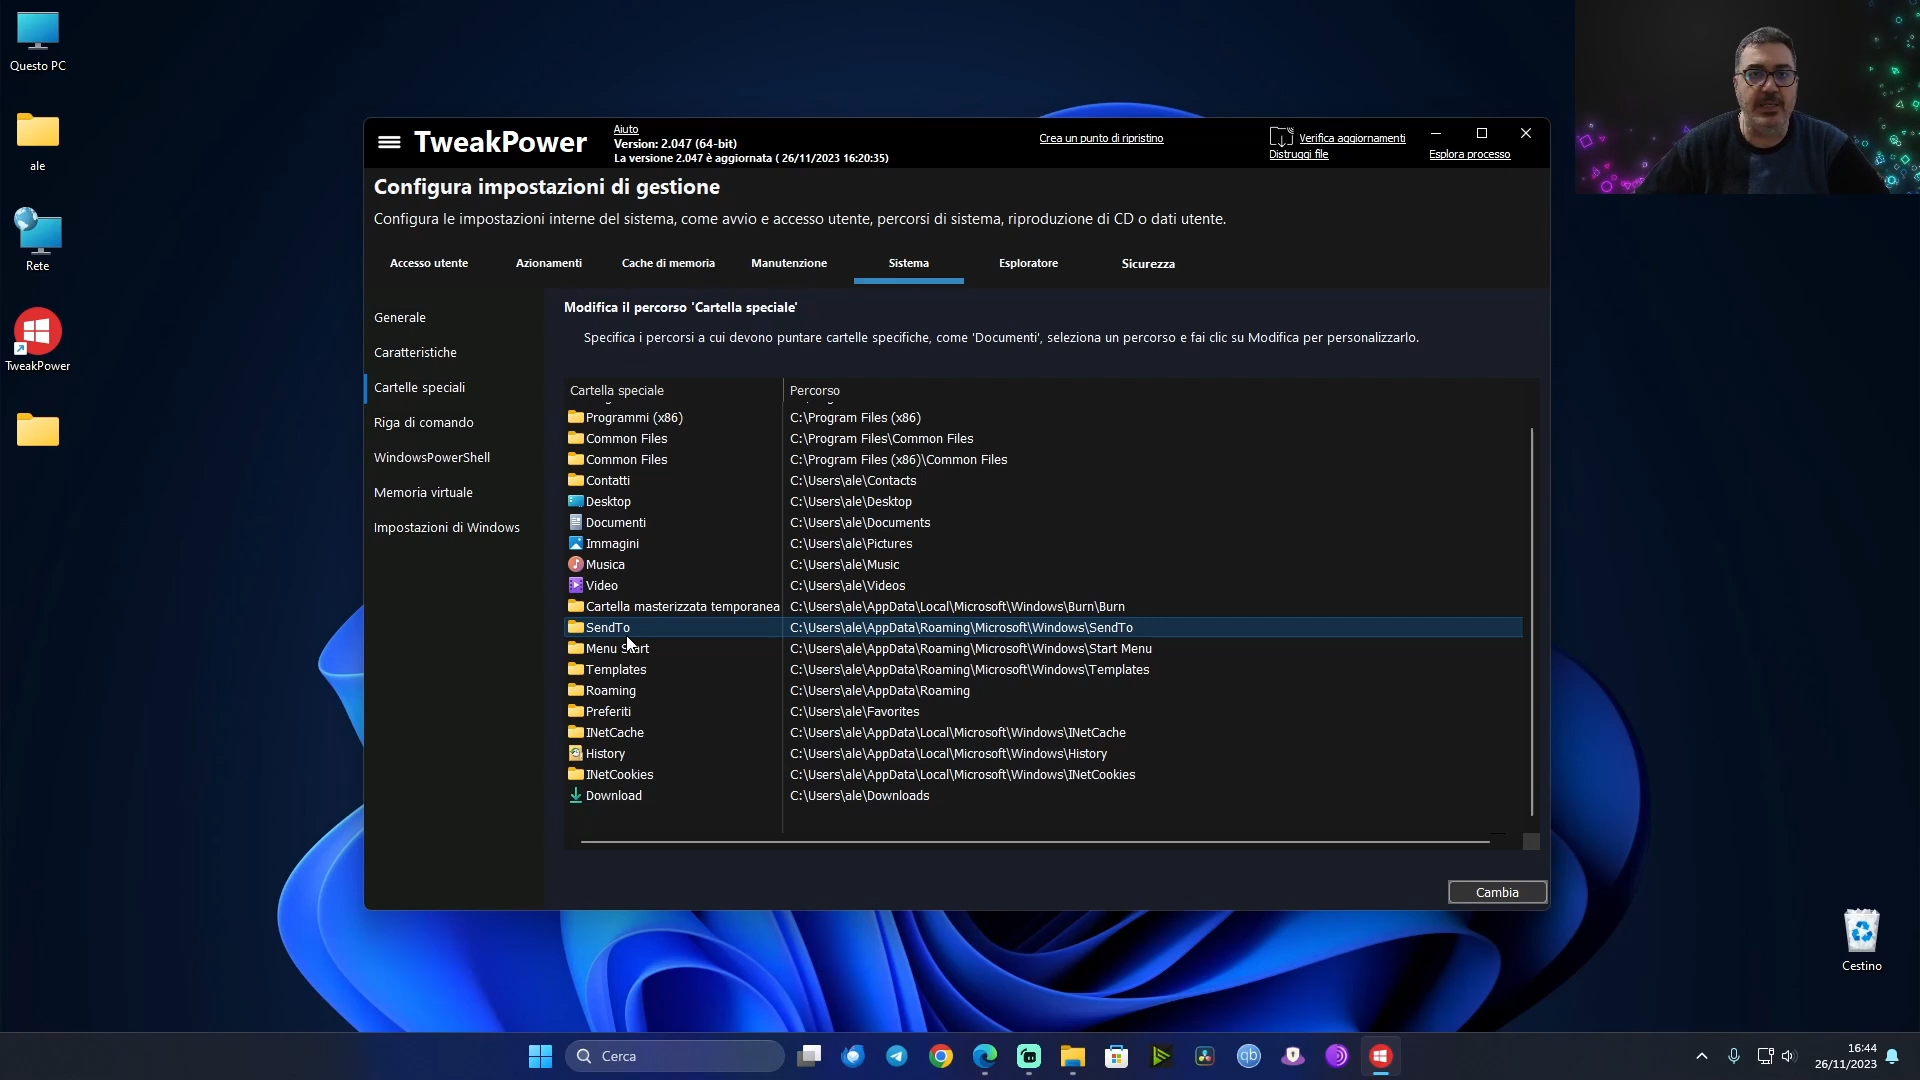 Questo PC
ale
Rete
TweakPower
TweakPower
Aiuto
Version: 2.047 (64-bit)
La versione 2.047 è aggiornata ( 26/11/2023 16:20:35)
Crea un punto di ripristino
Verifica aggiornamenti
Distruggi file
Esplora processo
Configura impostazioni di gestione
Configura le impostazioni interne del sistema, come avvio e accesso utente, percorsi di sistema, riproduzione di CD o dati utente.
Accesso utente
Azionamenti
Cache di memoria
Manutenzione
Sistema
Esploratore
Sicurezza
Generale
Caratteristiche
Cartelle speciali
Riga di comando
WindowsPowerShell
Memoria virtuale
Impostazioni di Windows
Modifica il percorso 'Cartella speciale'
Specifica i percorsi a cui devono puntare cartelle specifiche, come 'Documenti', seleziona un percorso e fai clic su Modifica per personalizzarlo.
Cartella speciale Percorso
Programmi (x86) C:\Program Files (x86)
Common Files C:\Program Files\Common Files
Common Files C:\Program Files (x86)\Common Files
Contatti C:\Users\ale\Contacts
Desktop C:\Users\ale\Desktop
Documenti C:\Users\ale\Documents
Immagini C:\Users\ale\Pictures
Musica C:\Users\ale\Music
Video C:\Users\ale\Videos
Cartella masterizzata temporanea C:\Users\ale\AppData\Local\Microsoft\Windows\Burn\Burn
SendTo C:\Users\ale\AppData\Roaming\Microsoft\Windows\SendTo
Menu Start C:\Users\ale\AppData\Roaming\Microsoft\Windows\Start Menu
Templates C:\Users\ale\AppData\Roaming\Microsoft\Windows\Templates
Roaming C:\Users\ale\AppData\Roaming
Preferiti C:\Users\ale\Favorites
INetCache C:\Users\ale\AppData\Local\Microsoft\Windows\INetCache
History C:\Users\ale\AppData\Local\Microsoft\Windows\History
INetCookies C:\Users\ale\AppData\Local\Microsoft\Windows\INetCookies
Download C:\Users\ale\Downloads
Cambia
Cestino
Cerca
qb
16:44
26/11/2023